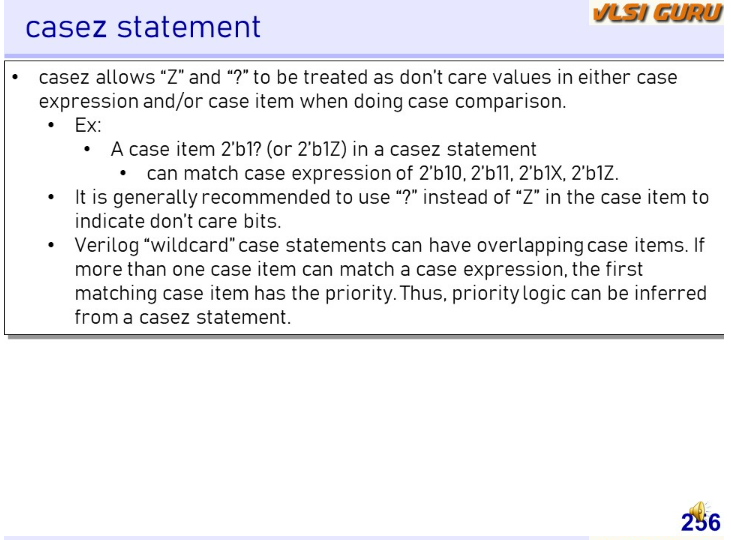 casez statement
VLSI GURU
• casez allows “Z” and “?” to be treated as don’t care values in either case
expression and/or case item when doing case comparison.
• Ex:
• A case item 2’b1? (or 2’b1Z) in a casez statement
• can match case expression of 2’b10, 2’b11, 2’b1X, 2’b1Z.
• It is generally recommended to use “?” instead of “Z” in the case item to
indicate don’t care bits.
• Verilog “wildcard” case statements can have overlapping case items. If
more than one case item can match a case expression, the first
matching case item has the priority. Thus, priority logic can be inferred
from a casez statement.
256